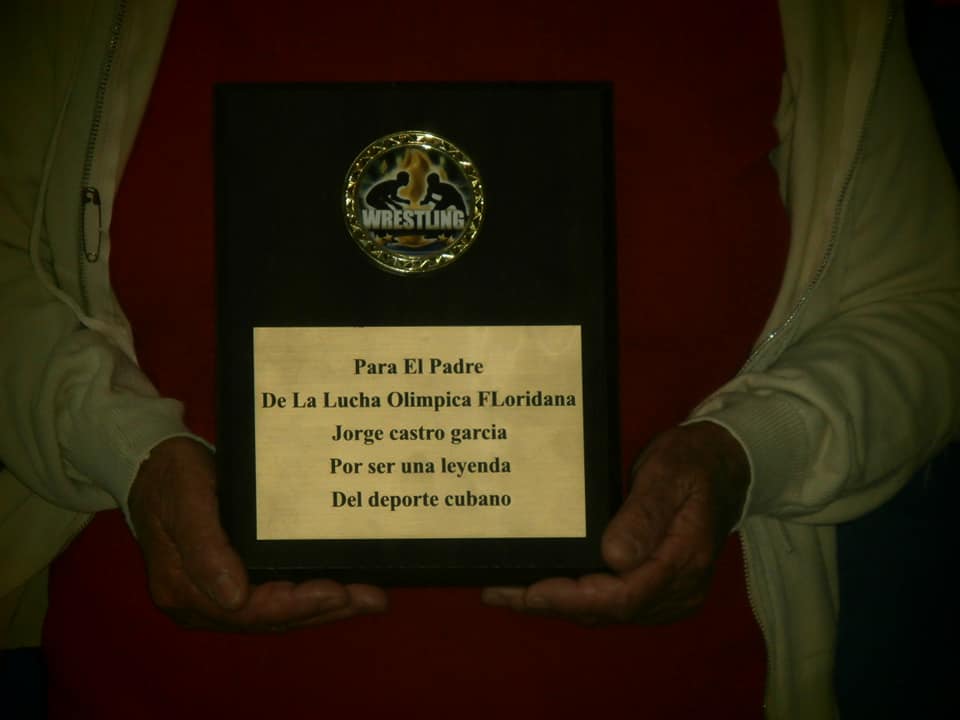 WRESTLING
Para El Padre
De La Lucha Olimpica FLoridana
Jorge castro garcia
Por ser una leyenda
Del deporte cubano